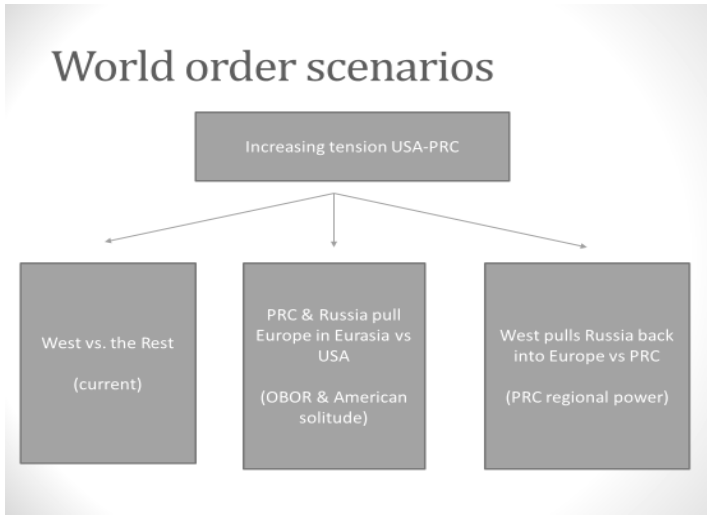 World order scenarios
Increasing tension USA-PRC
West vs. the Rest
(current)
PRC & Russia pull
Europe in Eurasia vs
USA
(OBOR & American
solitude)
West pulls Russia back
into Europe vs PRC
(PRC regional power)